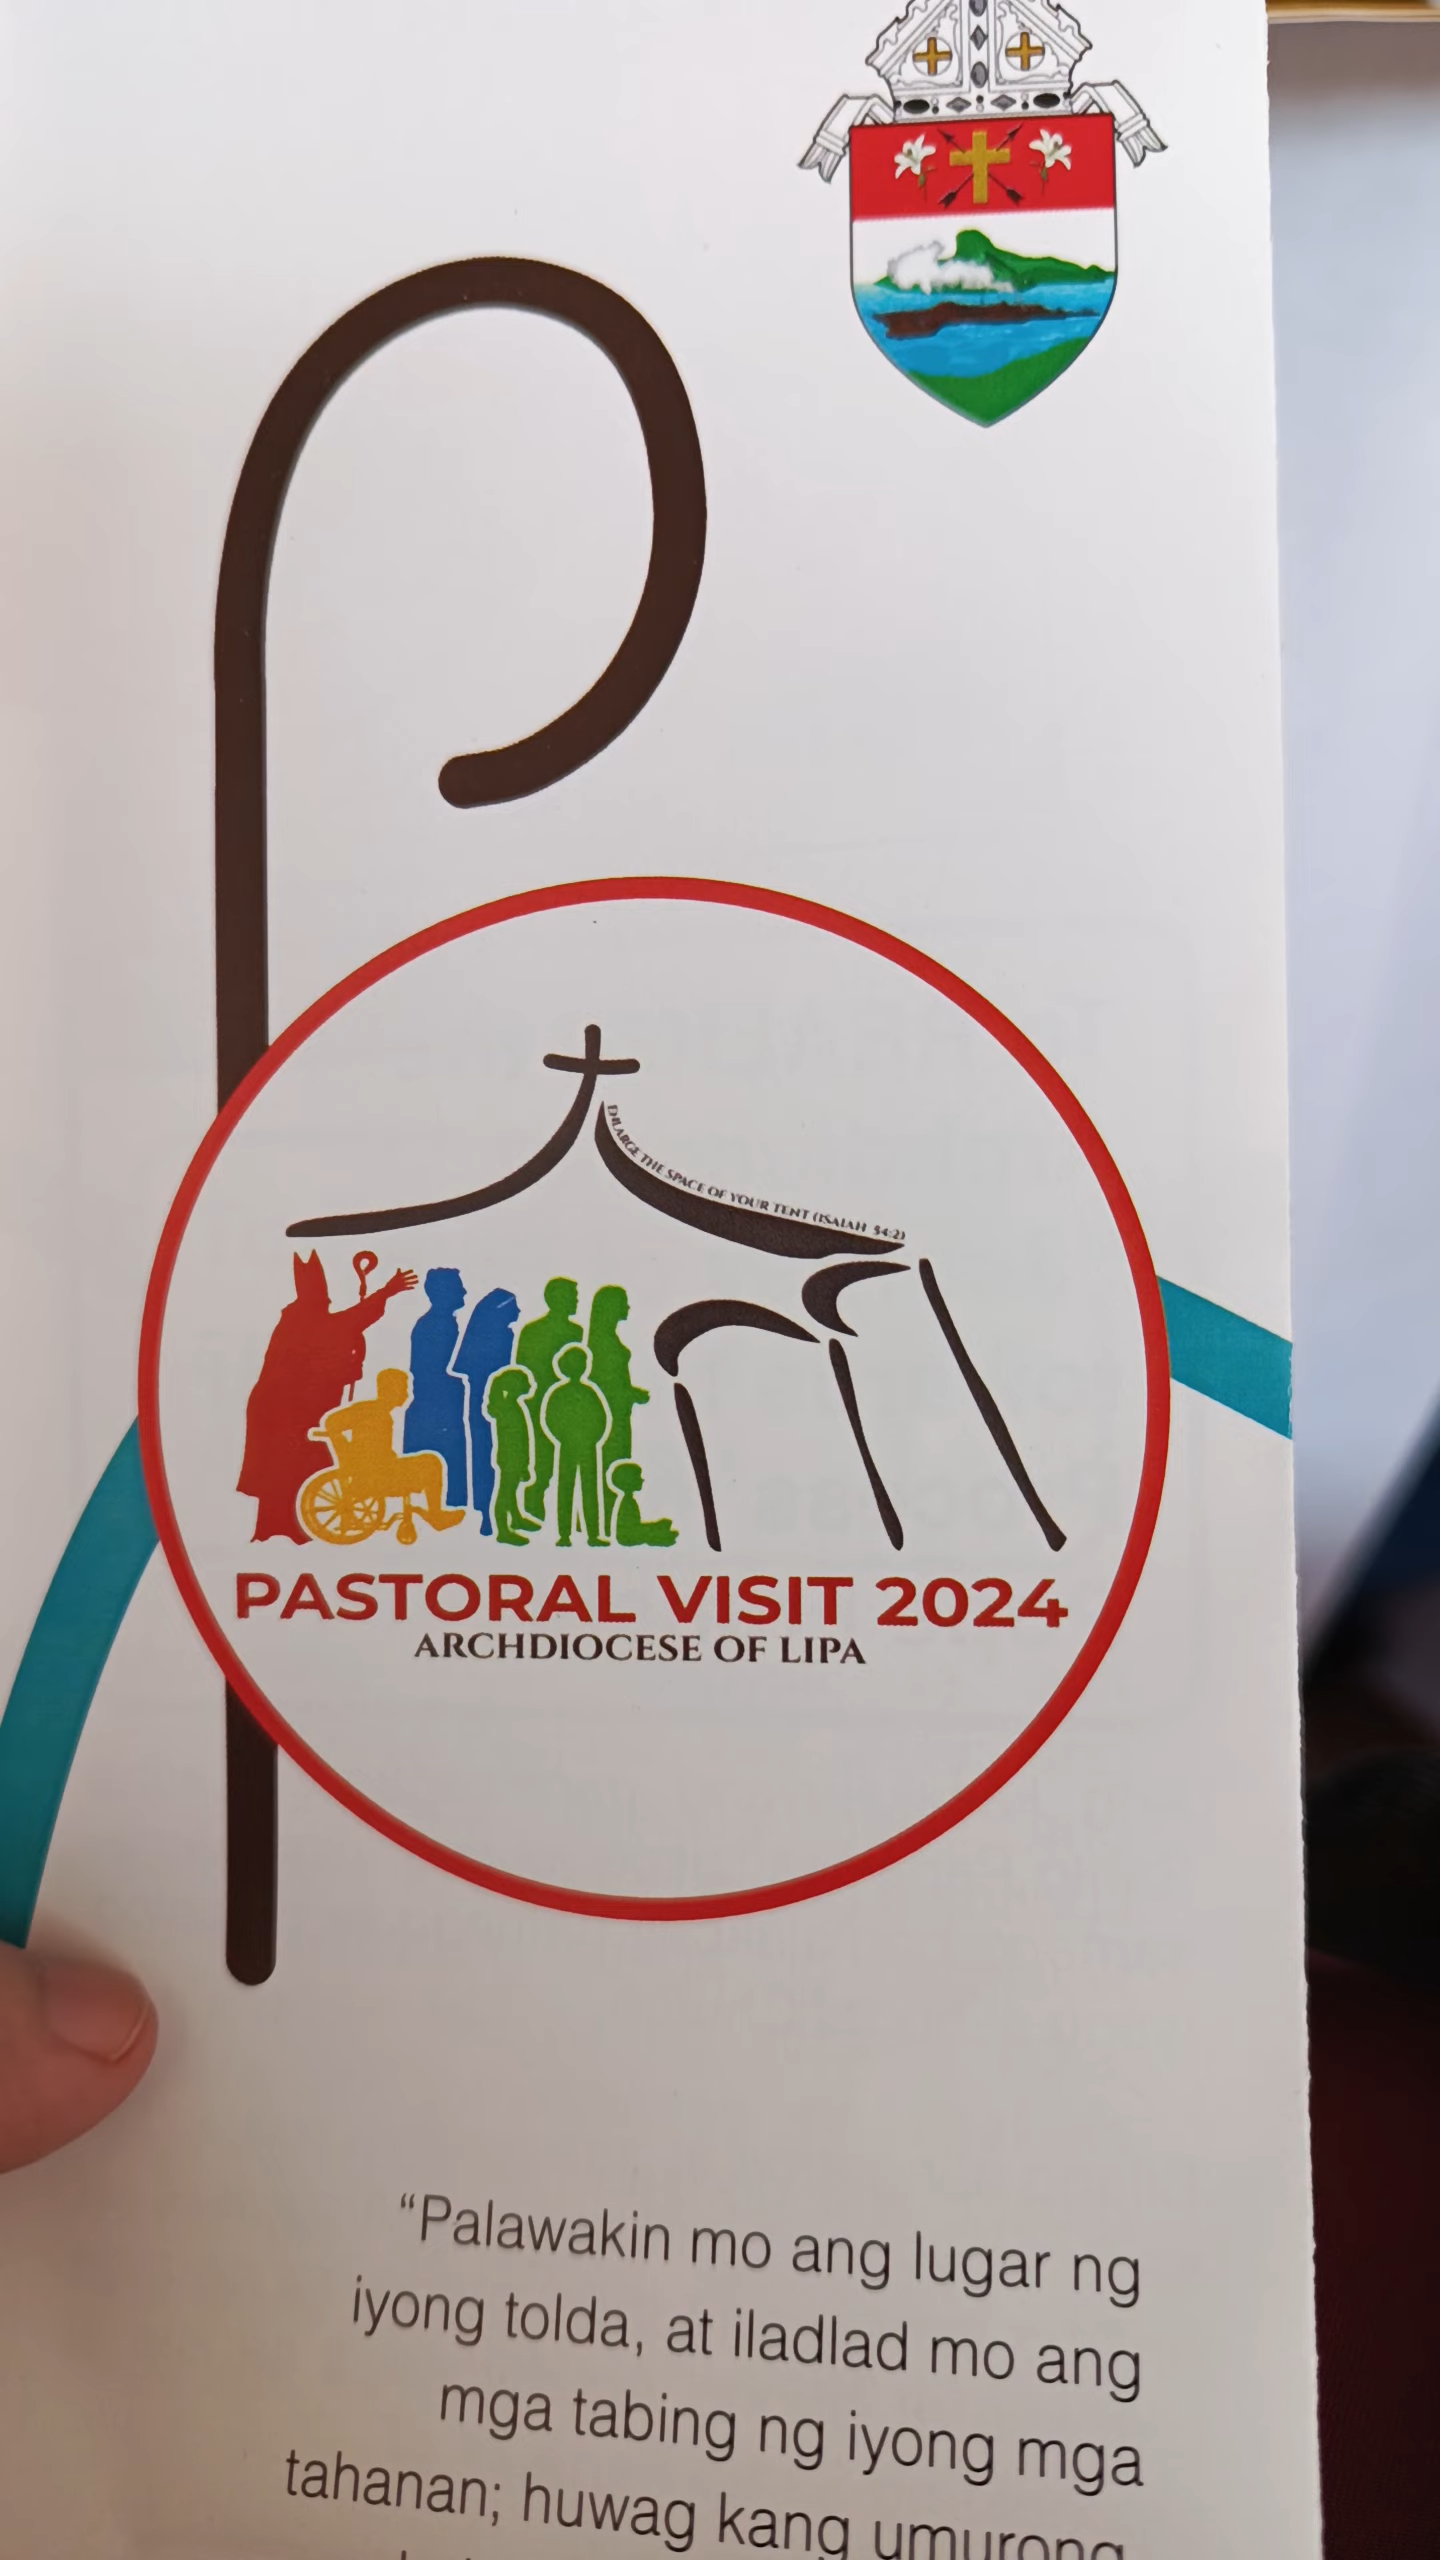 ENLARGE THE SPACE OF YOUR TENT (ISAIAH 54:2)
PASTORAL VISIT 2024
ARCHDIOCESE OF LIPA
“Palawakin mo ang lugar ng
iyong tolda, at iladlad mo ang
mga tabing ng iyong mga
tahanan; huwag kang umurong